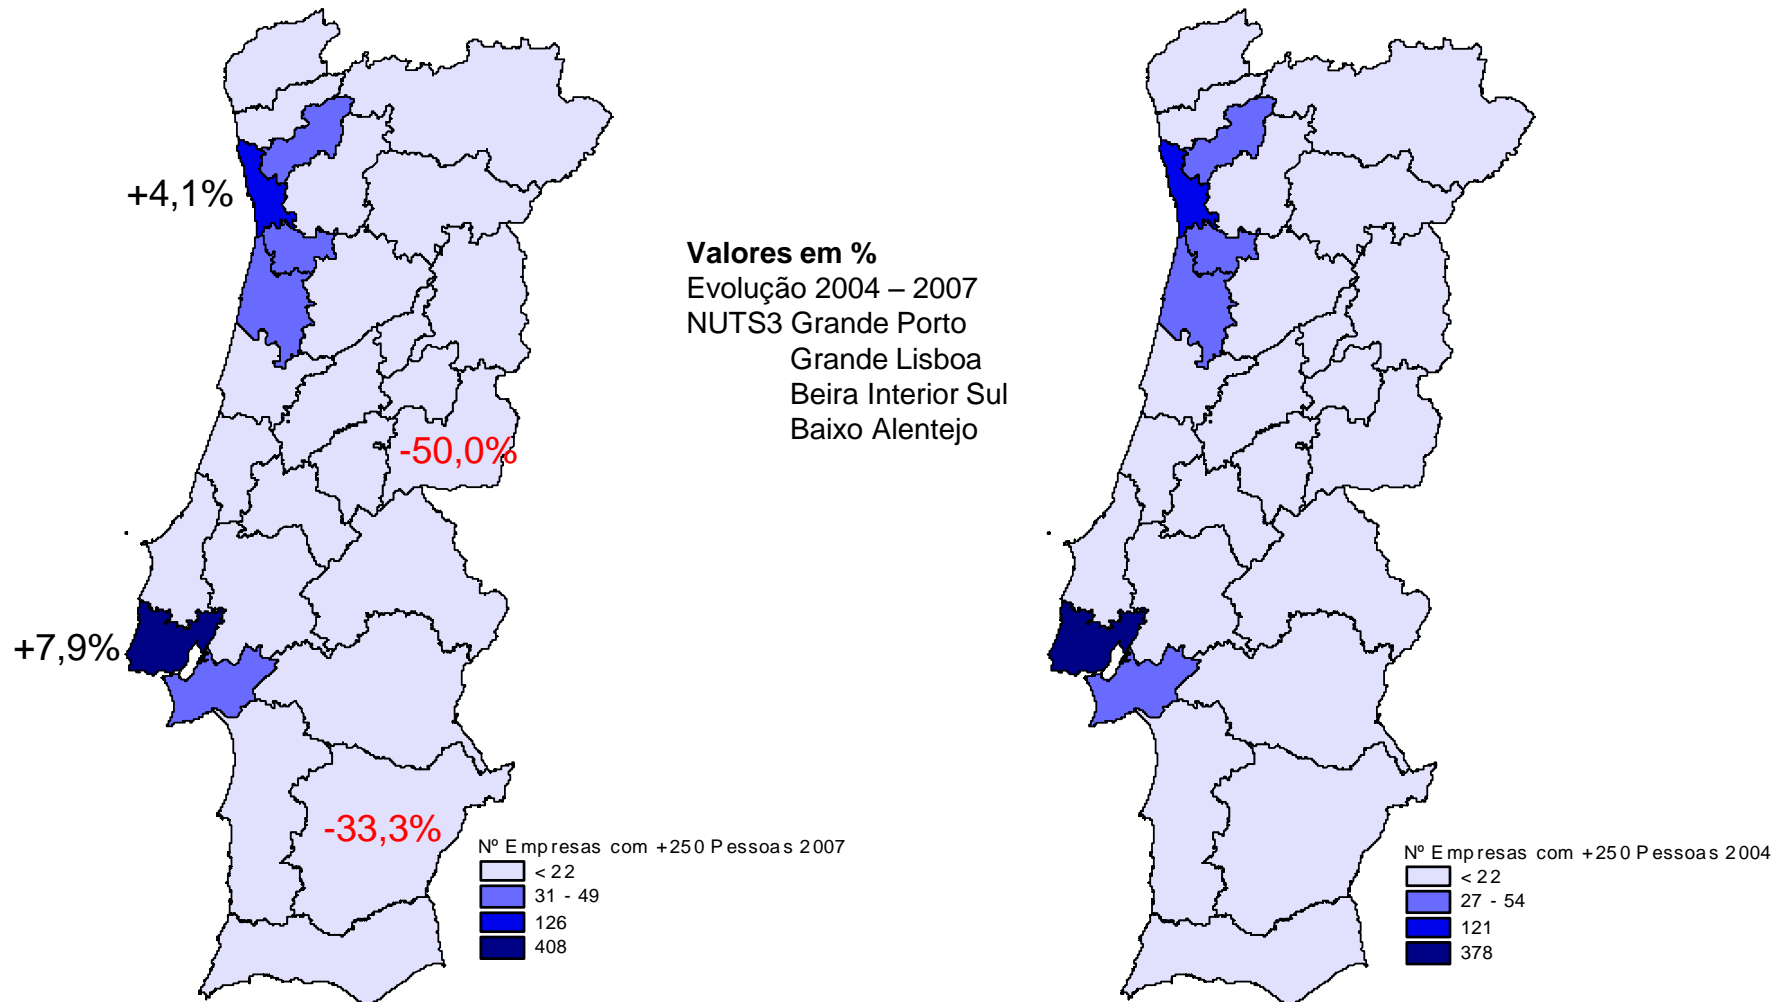 +4,1%
Valores em %
Evolução 2004 – 2007
NUTS3 Grande Porto
Grande Lisboa
Beira Interior Sul
Baixo Alentejo
-50,0%
+7,9%
-33,3%
Nº Empresas com +250 Pessoas 2007
< 22
31 - 49
126
408
Nº Empresas com +250 Pessoas 2004
< 22
27 - 54
121
378